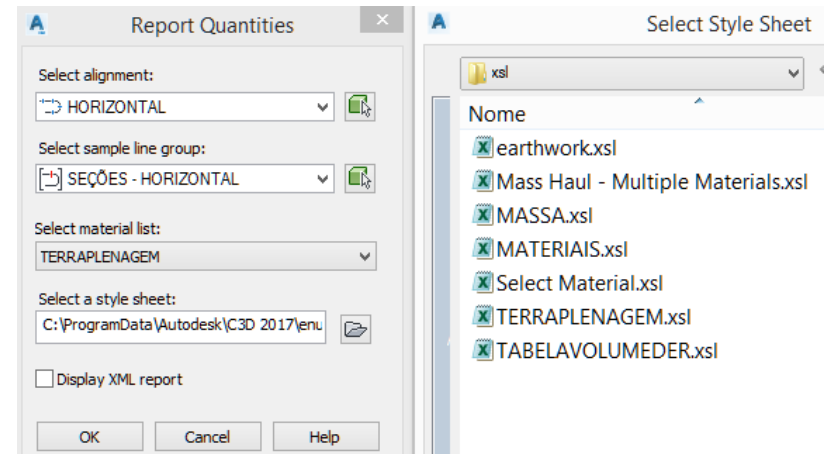 Report Quantities
Select alignment:
HORIZONTAL
Select sample line group:
SEÇÕES - HORIZONTAL
Select material list:
TERRAPLENAGEM
Select a style sheet:
C:\ProgramData\Autodesk\C3D 2017\enu
Display XML report
OK
Cancel
Help
Select Style Sheet
xsl
Nome
earthwork.xsl
Mass Haul - Multiple Materials.xsl
MASSA.xsl
MATERIAIS.xsl
Select Material.xsl
TERRAPLENAGEM.xsl
TABELAVOLUMEDER.xsl